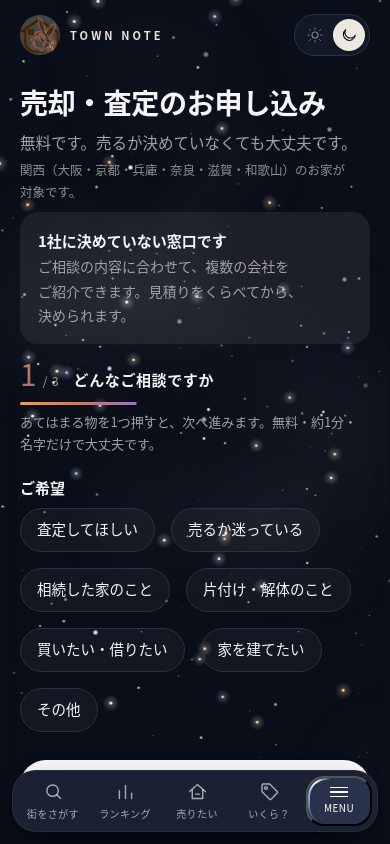 TOWN NOTE
売却・査定のお申し込み
無料です。売るが決めていなくても大丈夫です。
関西（大阪・京都・兵庫・奈良・滋賀・和歌山）のお家が
対象です。
1社に決めていない窓口です
ご相談の内容に合わせて、複数の会社を
ご紹介できます。見積りをくらべてから、
決められます。
1 / 3 どんなご相談ですか
あてはまる物を1つ押すと、次へ進みます。無料・約1分・
名字だけで大丈夫です。
ご希望
査定してほしい 売るか迷っている
相続した家のこと 片付け・解体のこと
買いたい・借りたい 家を建てたい
その他
街をさがす ランキング 売りたい いくら？ MENU